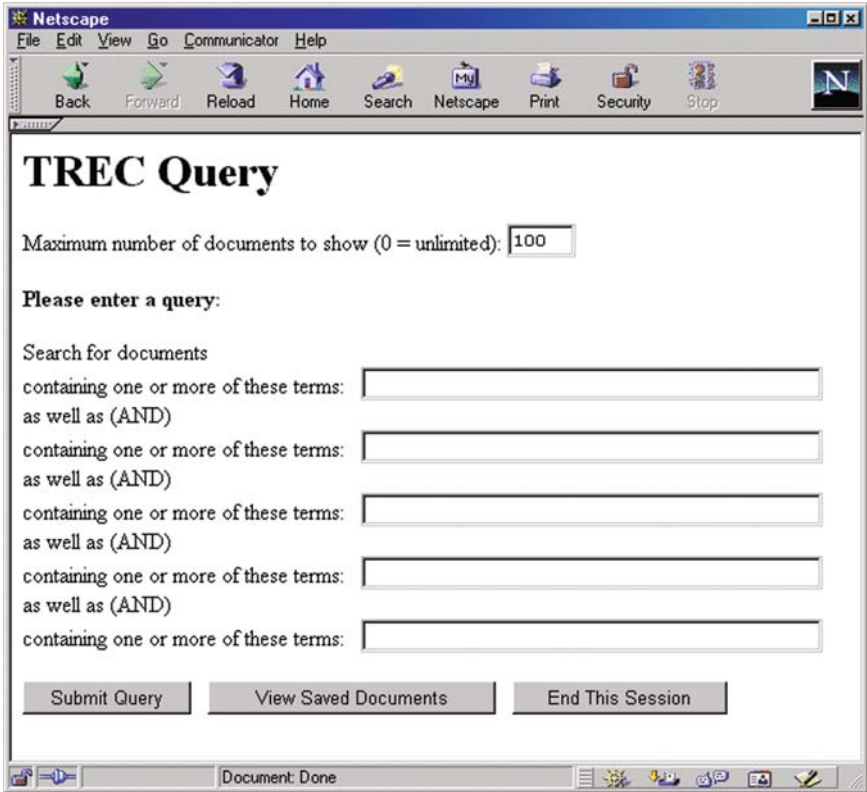 Netscape
File Edit View Go Communicator Help
Back Forward Reload Home Search Netscape Print Security Stop
My
N
TREC Query
Maximum number of documents to show (0 = unlimited): 100
Please enter a query:
Search for documents
containing one or more of these terms:
as well as (AND)
containing one or more of these terms:
as well as (AND)
containing one or more of these terms:
as well as (AND)
containing one or more of these terms:
as well as (AND)
containing one or more of these terms:
Submit Query View Saved Documents End This Session
Document: Done